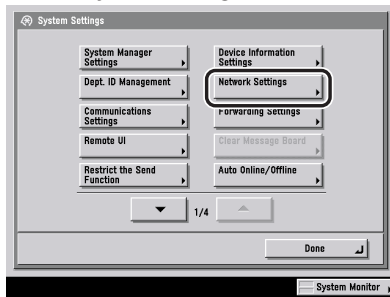 System Settings
System Manager
Settings
Device Information
Settings
Dept. ID Management
Network Settings
Communications
Settings
Forwarding Settings
Remote UI
Clear Message Board
Restrict the Send
Function
Auto Online/Offline
1/4
Done
System Monitor